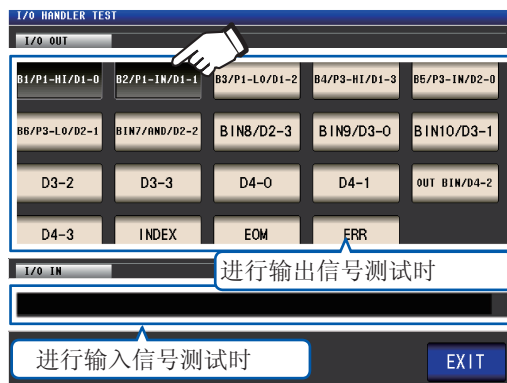 I/O HANDLER TEST
I/O OUT
B1/P1-HI/D1-0 B2/P1-IN/D1-1 B3/P1-LO/D1-2 B4/P3-HI/D1-3 B5/P3-IN/D2-0
B6/P3-LO/D2-1 BIN7/AND/D2-2 BIN8/D2-3 BIN9/D3-0 BIN10/D3-1
D3-2 D3-3 D4-0 D4-1 OUT BIN/D4-2
D4-3 INDEX EOM ERR
进行输出信号测试时
I/O IN
进行输入信号测试时
EXIT